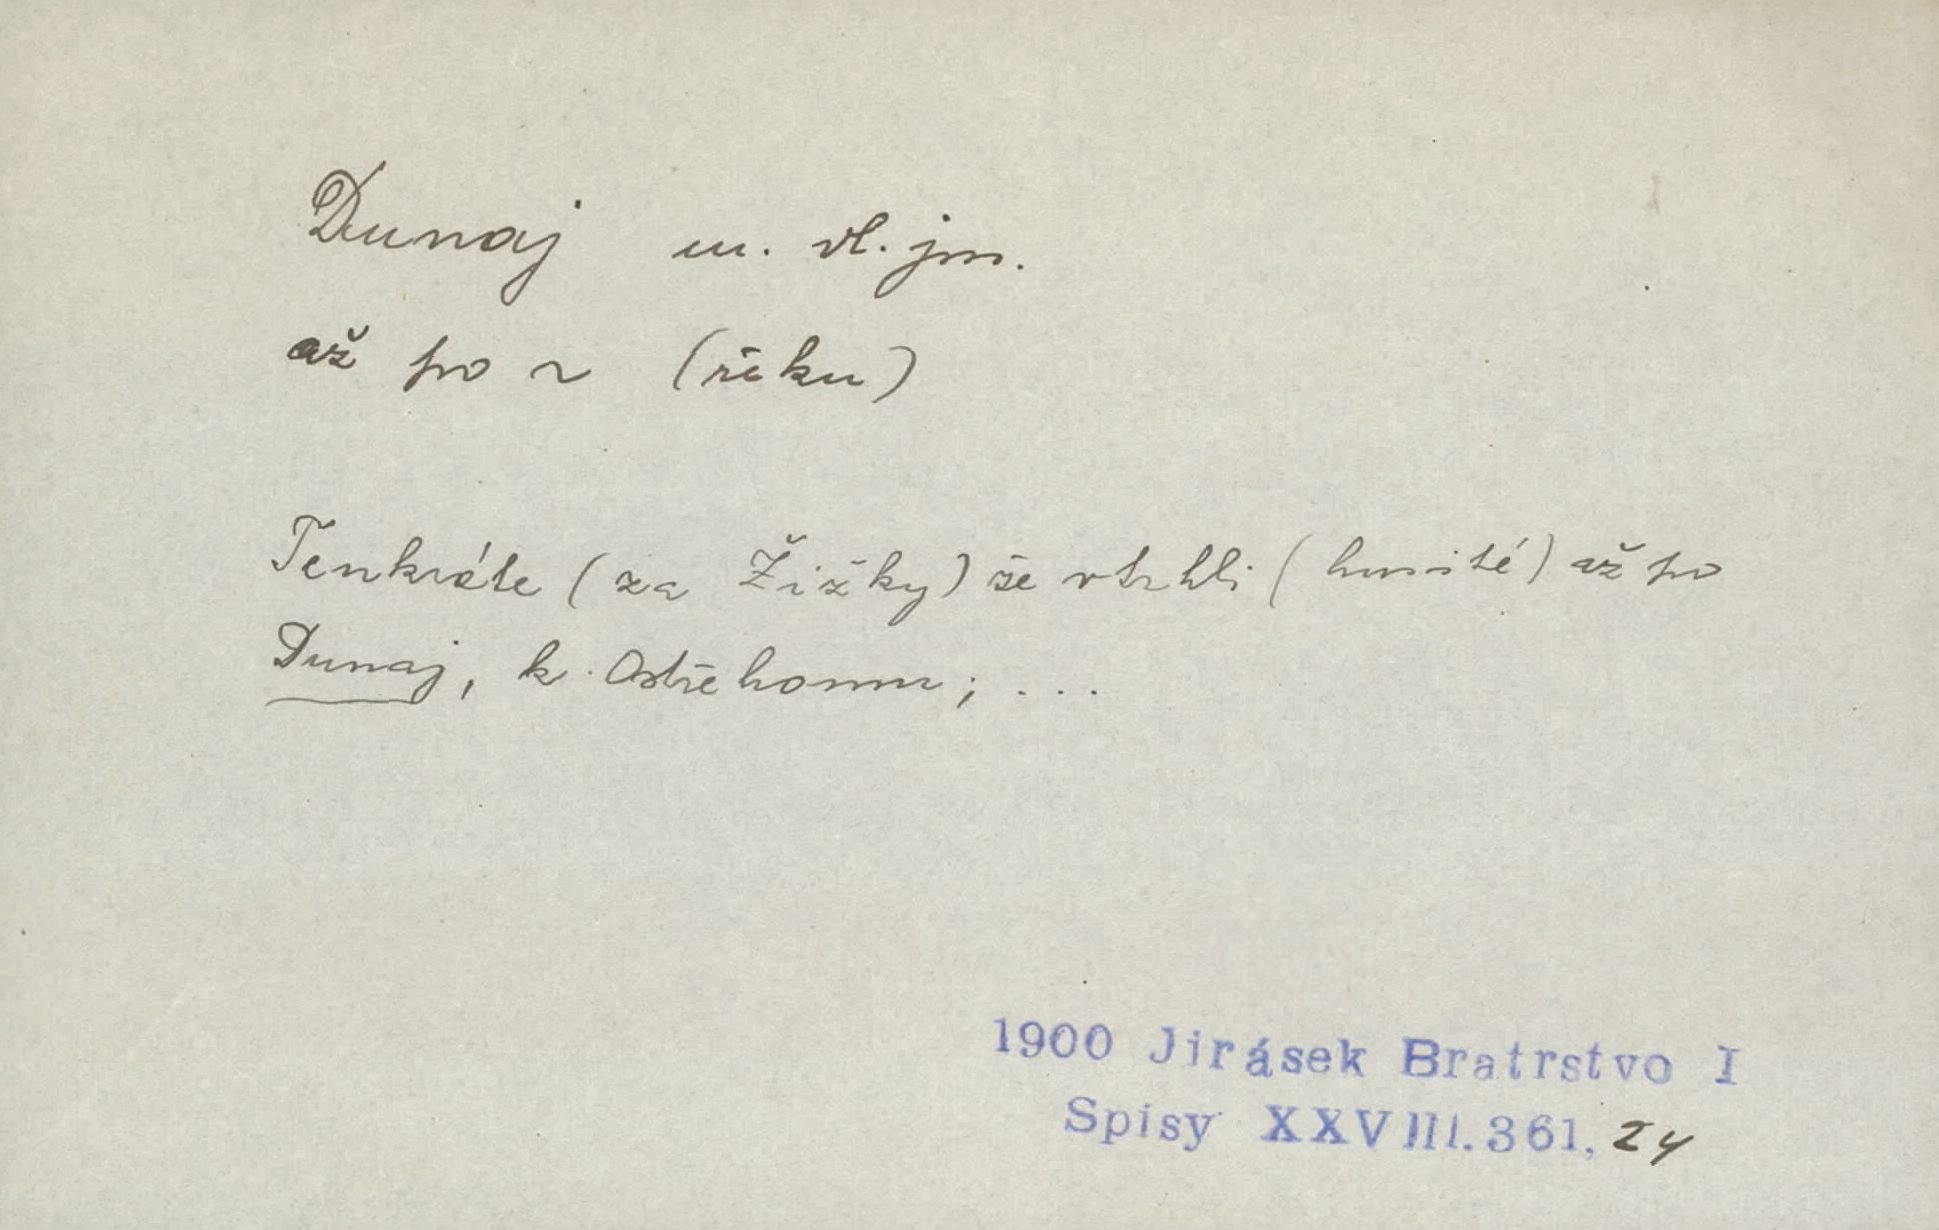 Dunaj m. vl. jm.
až po ~ (řeku)
Tenkráte (za Žižky) še vtrhli (husité) až po
Dunaj, k Ostřehomu; ...
1900 Jirásek Bratrstvo I
Spisy XXVIII.361, 24